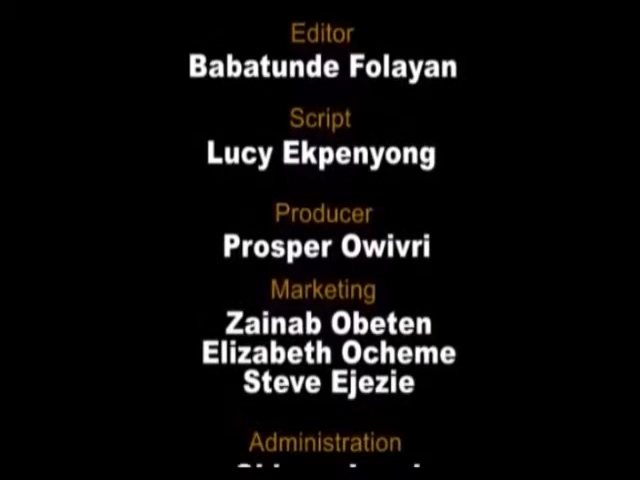 Editor
Babatunde Folayan
Script
Lucy Ekpenyong
Producer
Prosper Owivri
Marketing
Zainab Obeten
Elizabeth Ocheme
Steve Ejezie
Administration